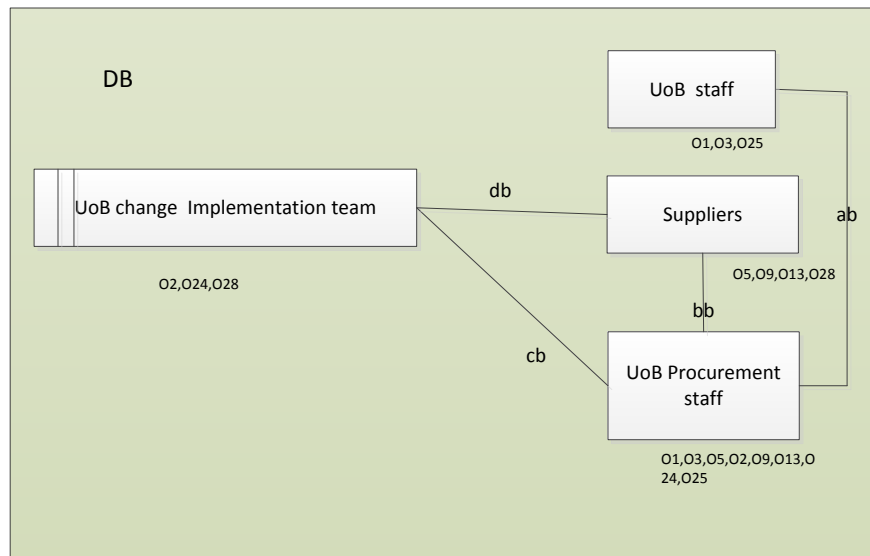 DB
UoB staff
O1,O3,O25
UoB change Implementation team
O2,O24,O28
db
Suppliers
O5,O9,O13,O28
ab
bb
cb
UoB Procurement
staff
O1,O3,O5,O2,O9,O13,O
24,O25